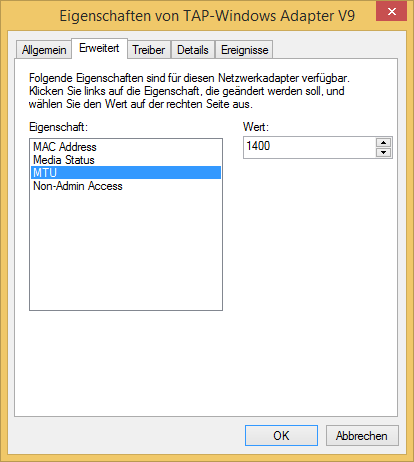 Eigenschaften von TAP-Windows Adapter V9
Allgemein Erweitert Treiber Details Ereignisse
Folgende Eigenschaften sind für diesen Netzwerkadapter verfügbar.
Klicken Sie links auf die Eigenschaft, die geändert werden soll, und
wählen Sie den Wert auf der rechten Seite aus.
Eigenschaft: Wert:
MAC Address 1400
Media Status
MTU
Non-Admin Access
OK Abbrechen